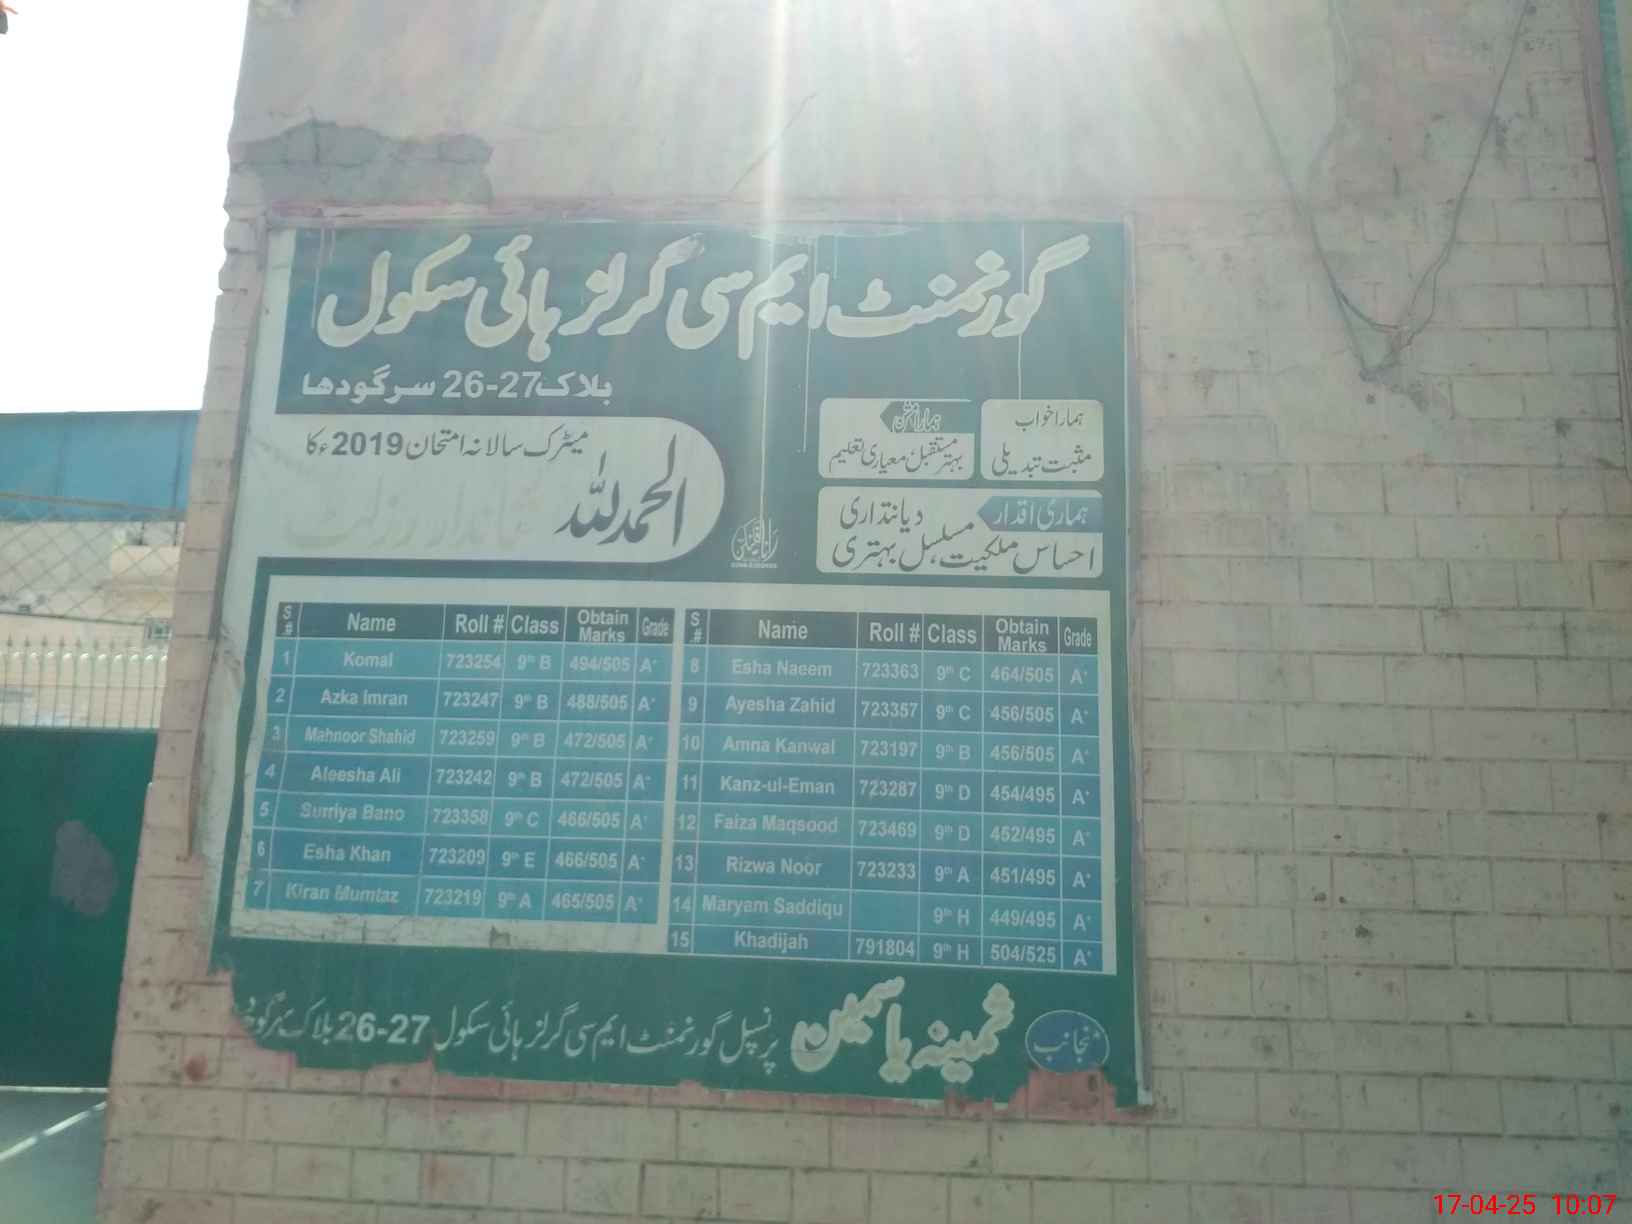 گورنمنٹ ایم سی گرلز ہائی سکول
بلاک 26-27 سرگودھا
میٹرک سالانہ امتحان 2019ء کا
الحمدللہ شاندار رزلٹ
ہمارا خواب
مثبت تبدیلی
ہمارا مشن
بہتر مستقبل، معیاری تعلیم
ہماری اقدار دیانتداری
احساس ملکیت، مسلسل بہتری
S # Name Roll # Class Obtain Marks Grade
1 Komal 723254 9th B 494/505 A+
2 Azka Imran 723247 9th B 488/505 A+
3 Mahnoor Shahid 723259 9th B 472/505 A+
4 Aleesha Ali 723242 9th B 472/505 A+
5 Surriya Bano 723358 9th C 466/505 A+
6 Esha Khan 723209 9th E 466/505 A+
7 Kiran Mumtaz 723219 9th A 465/505 A+
S # Name Roll # Class Obtain Marks Grade
8 Esha Naeem 723363 9th C 464/505 A+
9 Ayesha Zahid 723357 9th C 456/505 A+
10 Amna Kanwal 723197 9th B 456/505 A+
11 Kanz-ul-Eman 723287 9th D 454/495 A+
12 Faiza Maqsood 723469 9th D 452/495 A+
13 Rizwa Noor 723233 9th A 451/495 A+
14 Maryam Saddiqu 9th H 449/495 A+
15 Khadijah 791804 9th H 504/525 A+
منجانب ثمینہ یاسمین پرنسپل گورنمنٹ ایم سی گرلز ہائی سکول 26-27 بلاک سرگودھا
17-04-25 10:07